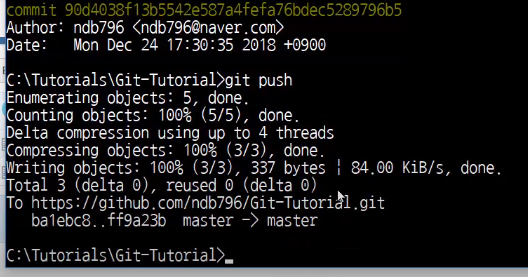 commit 90d4038f13b5542e587a4fefa76bdec5289796b5
Author: ndb796 <ndb796@naver.com>
Date:   Mon Dec 24 17:30:35 2018 +0900
C:\Tutorials\Git-Tutorial>git push
Enumerating objects: 5, done.
Counting objects: 100% (5/5), done.
Delta compression using up to 4 threads
Compressing objects: 100% (3/3), done.
Writing objects: 100% (3/3), 337 bytes ¦ 84.00 KiB/s, done.
Total 3 (delta 0), reused 0 (delta 0)
To https://github.com/ndb796/Git-Tutorial.git
   ba1ebc8..ff9a23b  master -> master
C:\Tutorials\Git-Tutorial>_